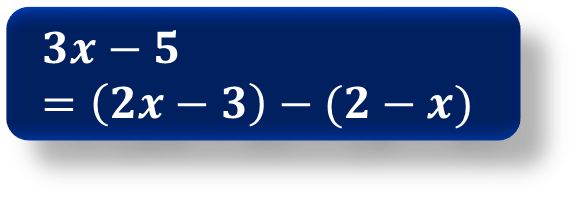 3x − 5
= (2x − 3) − (2 − x)